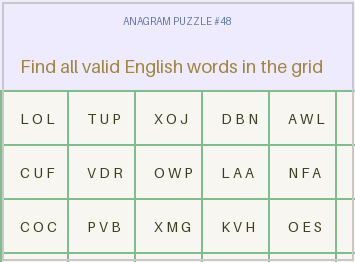 ANAGRAM PUZZLE #48
Find all valid English words in the grid
LOL TUP XOJ DBN AWL
CUF VDR OWP LAA NFA
COC PVB XMG KVH OES